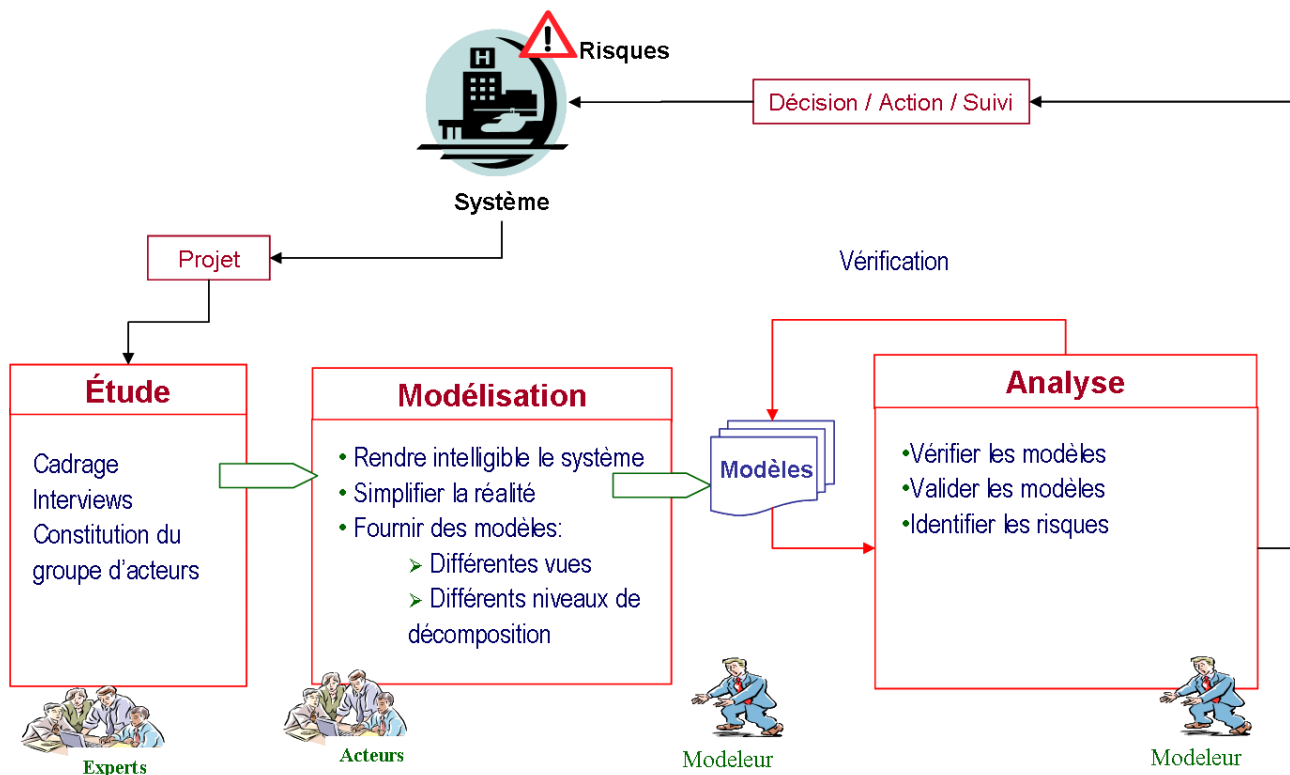 H
Risques
Décision / Action / Suivi
Système
Projet
Vérification
Étude
Cadrage
Interviews
Constitution du
groupe d'acteurs
Modélisation
• Rendre intelligible le système
• Simplifier la réalité
• Fournir des modèles:
➢ Différentes vues
➢ Différents niveaux de
décomposition
Modèles
Analyse
•Vérifier les modèles
•Valider les modèles
•Identifier les risques
Experts
Acteurs
Modeleur
Modeleur